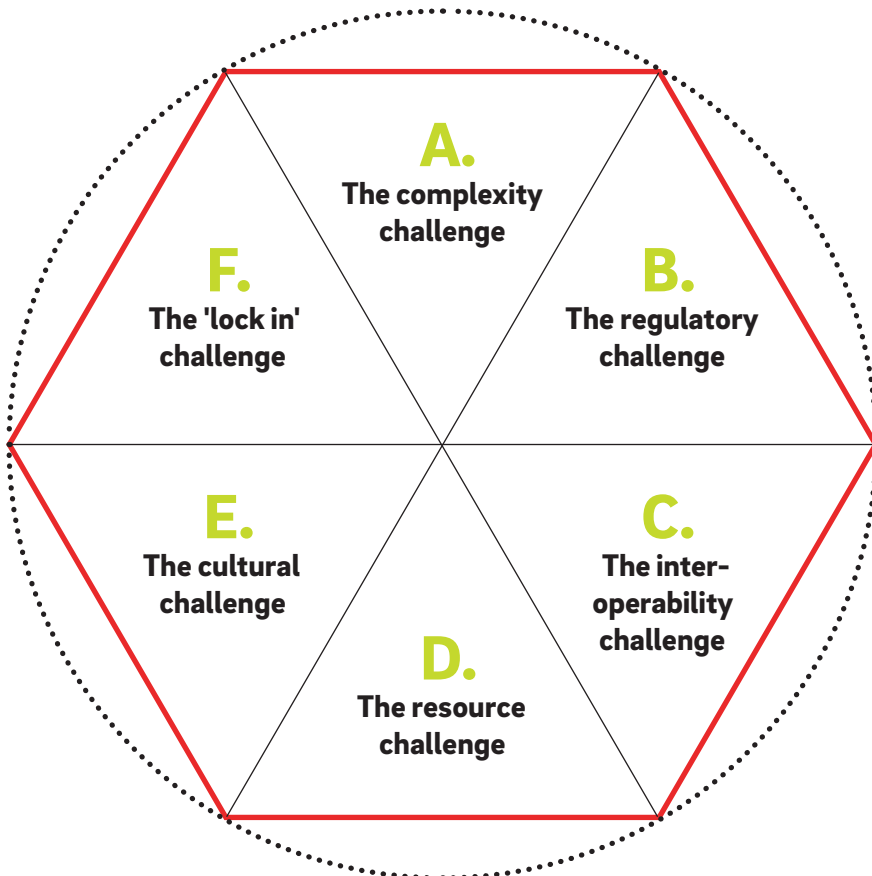 A.
The complexity
challenge
B.
The regulatory
challenge
C.
The inter-
operability
challenge
D.
The resource
challenge
E.
The cultural
challenge
F.
The 'lock in'
challenge